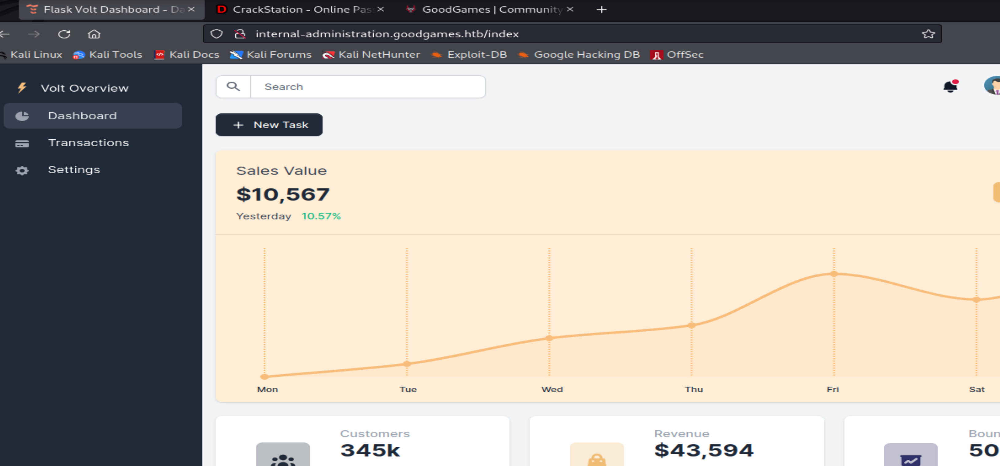 Flask Volt Dashboard - Da
CrackStation - Online Pas
GoodGames | Community
internal-administration.goodgames.htb/index
Kali Linux Kali Tools Kali Docs Kali Forums Kali NetHunter Exploit-DB Google Hacking DB OffSec
Volt Overview
Dashboard
Transactions
Settings
Search
+ New Task
Sales Value
$10,567
Yesterday 10.57%
Mon Tue Wed Thu Fri Sat
Customers
345k
Revenue
$43,594
Boun
50